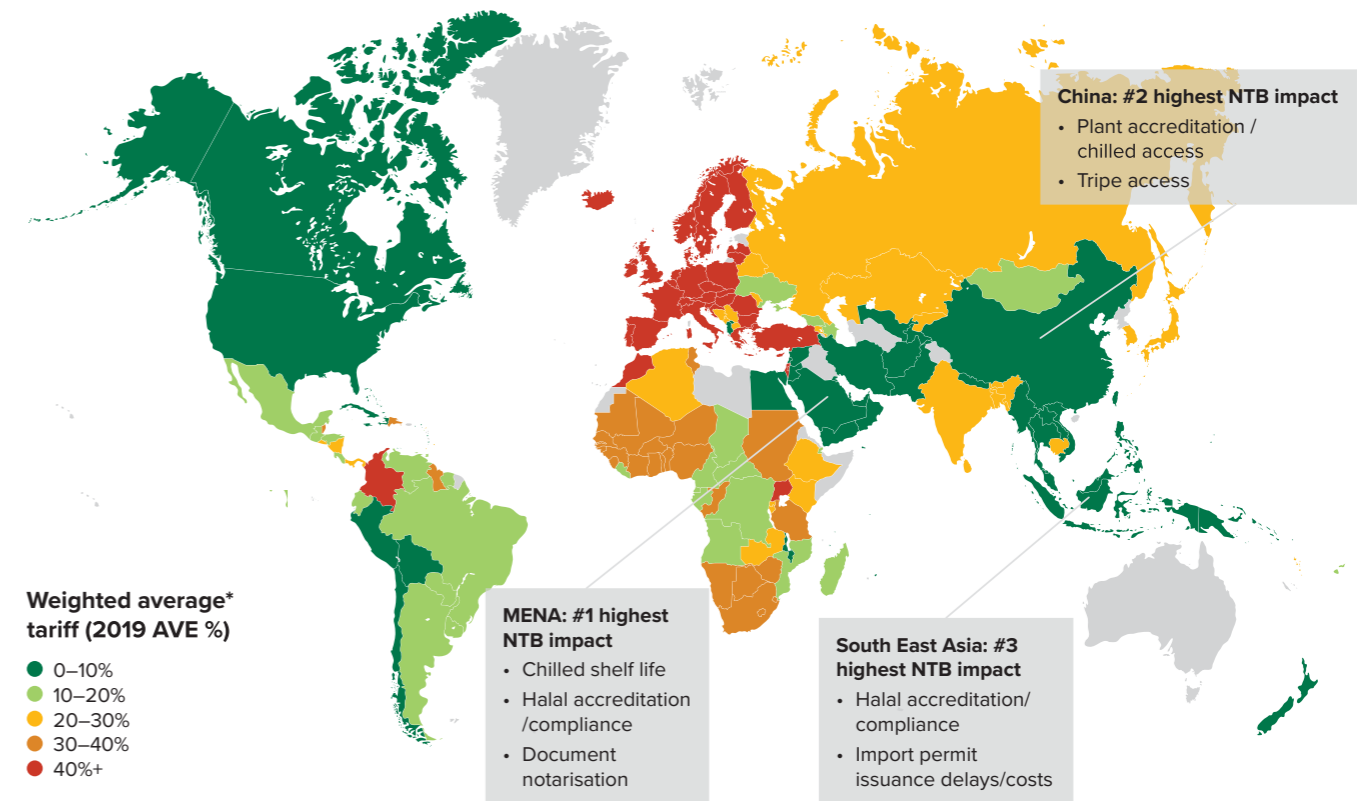 China: #2 highest NTB impact
• Plant accreditation /
chilled access
• Tripe access
Weighted average*
tariff (2019 AVE %)
0–10%
10–20%
20–30%
30–40%
40%+
MENA: #1 highest
NTB impact
• Chilled shelf life
• Halal accreditation
/compliance
• Document
notarisation
South East Asia: #3
highest NTB impact
• Halal accreditation/
compliance
• Import permit
issuance delays/costs